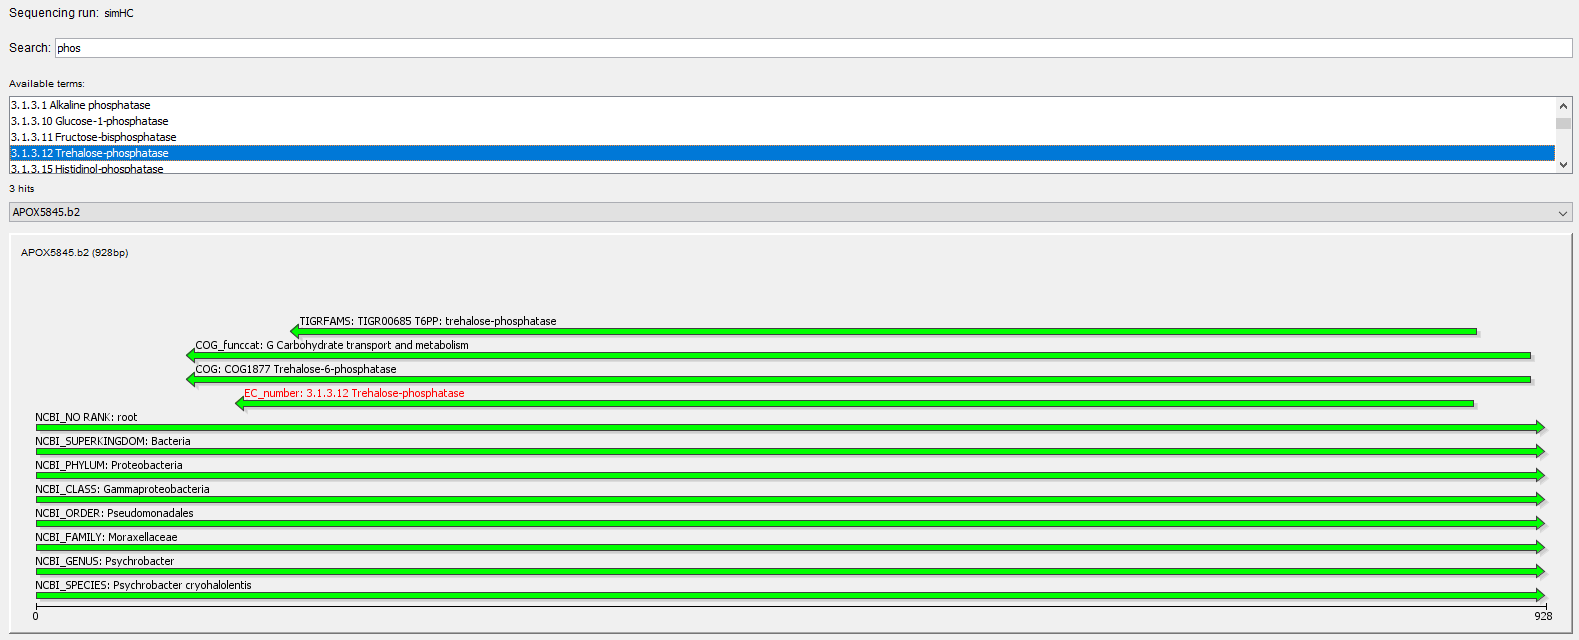 Sequencing run: simHC
Search: phos
Available terms:
3.1.3.1 Alkaline phosphatase
3.1.3.10 Glucose-1-phosphatase
3.1.3.11 Fructose-bisphosphatase
3.1.3.12 Trehalose-phosphatase
3.1.3.15 Histidinol-phosphatase
3 hits
APOX5845.b2
APOX5845.b2 (928bp)
TIGRFAMS: TIGR00685 T6PP: trehalose-phosphatase
COG_funccat: G Carbohydrate transport and metabolism
COG: COG1877 Trehalose-6-phosphatase
EC_number: 3.1.3.12 Trehalose-phosphatase
NCBI_NO RANK: root
NCBI_SUPERKINGDOM: Bacteria
NCBI_PHYLUM: Proteobacteria
NCBI_CLASS: Gammaproteobacteria
NCBI_ORDER: Pseudomonadales
NCBI_FAMILY: Moraxellaceae
NCBI_GENUS: Psychrobacter
NCBI_SPECIES: Psychrobacter cryohalolentis
0 928